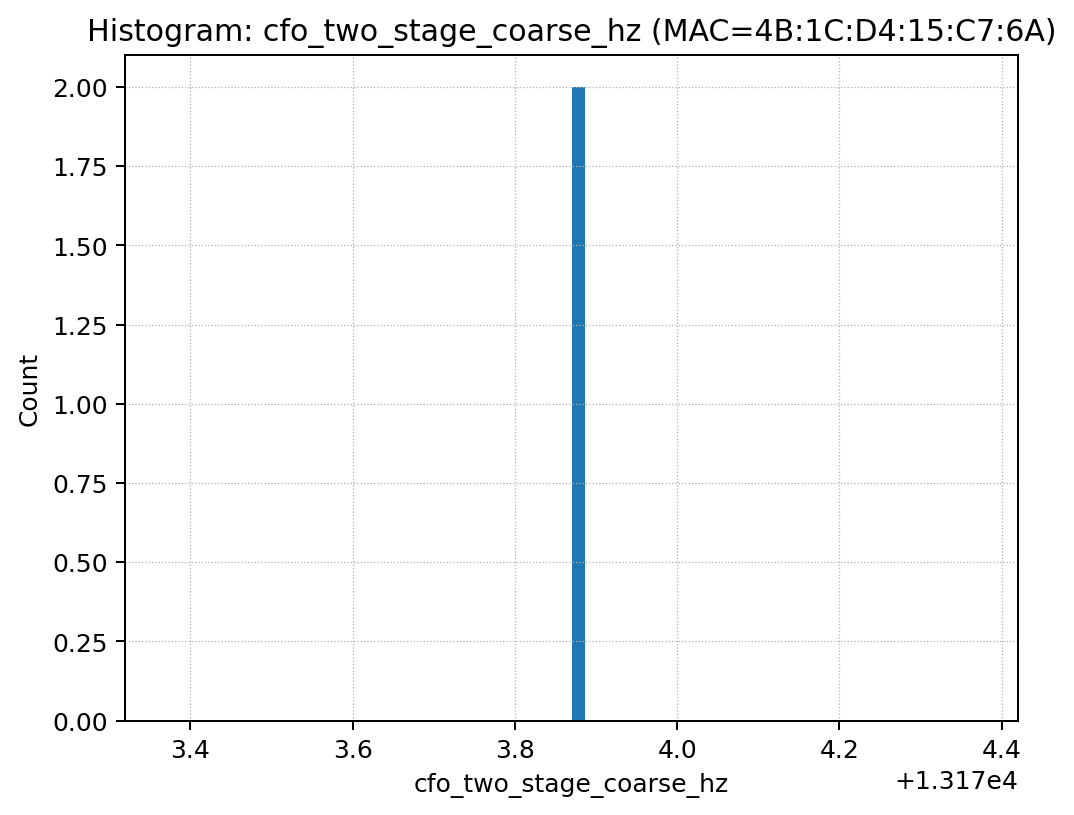 Histogram: cfo_two_stage_coarse_hz (MAC=4B:1C:D4:15:C7:6A)
2.00
1.75
1.50
1.25
1.00
0.75
0.50
0.25
0.00
Count
3.4 3.6 3.8 4.0 4.2 4.4
cfo_two_stage_coarse_hz
+1.317e4